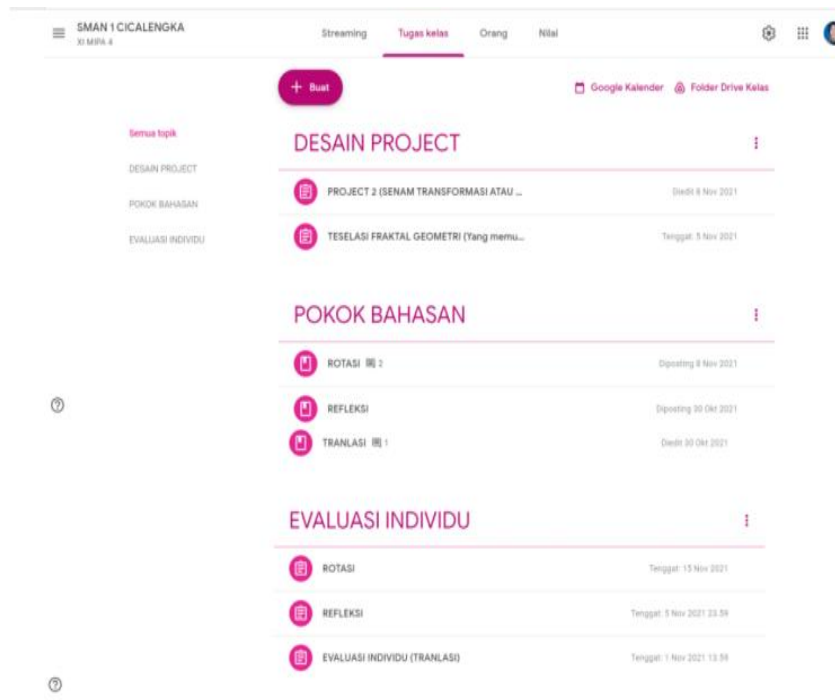 SMAN 1 CICALENGKA
XI MIPA 4
Streaming Tugas kelas Orang Nilai
+ Buat
Google Kalender Folder Drive Kelas
Semua topik
DESAIN PROJECT
POKOK BAHASAN
EVALUASI INDIVIDU
DESAIN PROJECT
PROJECT 2 (SENAM TRANSFORMASI ATAU ... Diedit 8 Nov 2021
TESELASI FRAKTAL GEOMETRI (Yang memu... Tenggat: 5 Nov 2021
POKOK BAHASAN
ROTASI 2 Diposting 8 Nov 2021
REFLEKSI Diposting 30 Okt 2021
TRANLASI 1 Diedit 30 Okt 2021
EVALUASI INDIVIDU
ROTASI Tenggat: 15 Nov 2021
REFLEKSI Tenggat: 5 Nov 2021 23.59
EVALUASI INDIVIDU (TRANLASI) Tenggat: 1 Nov 2021 13.59